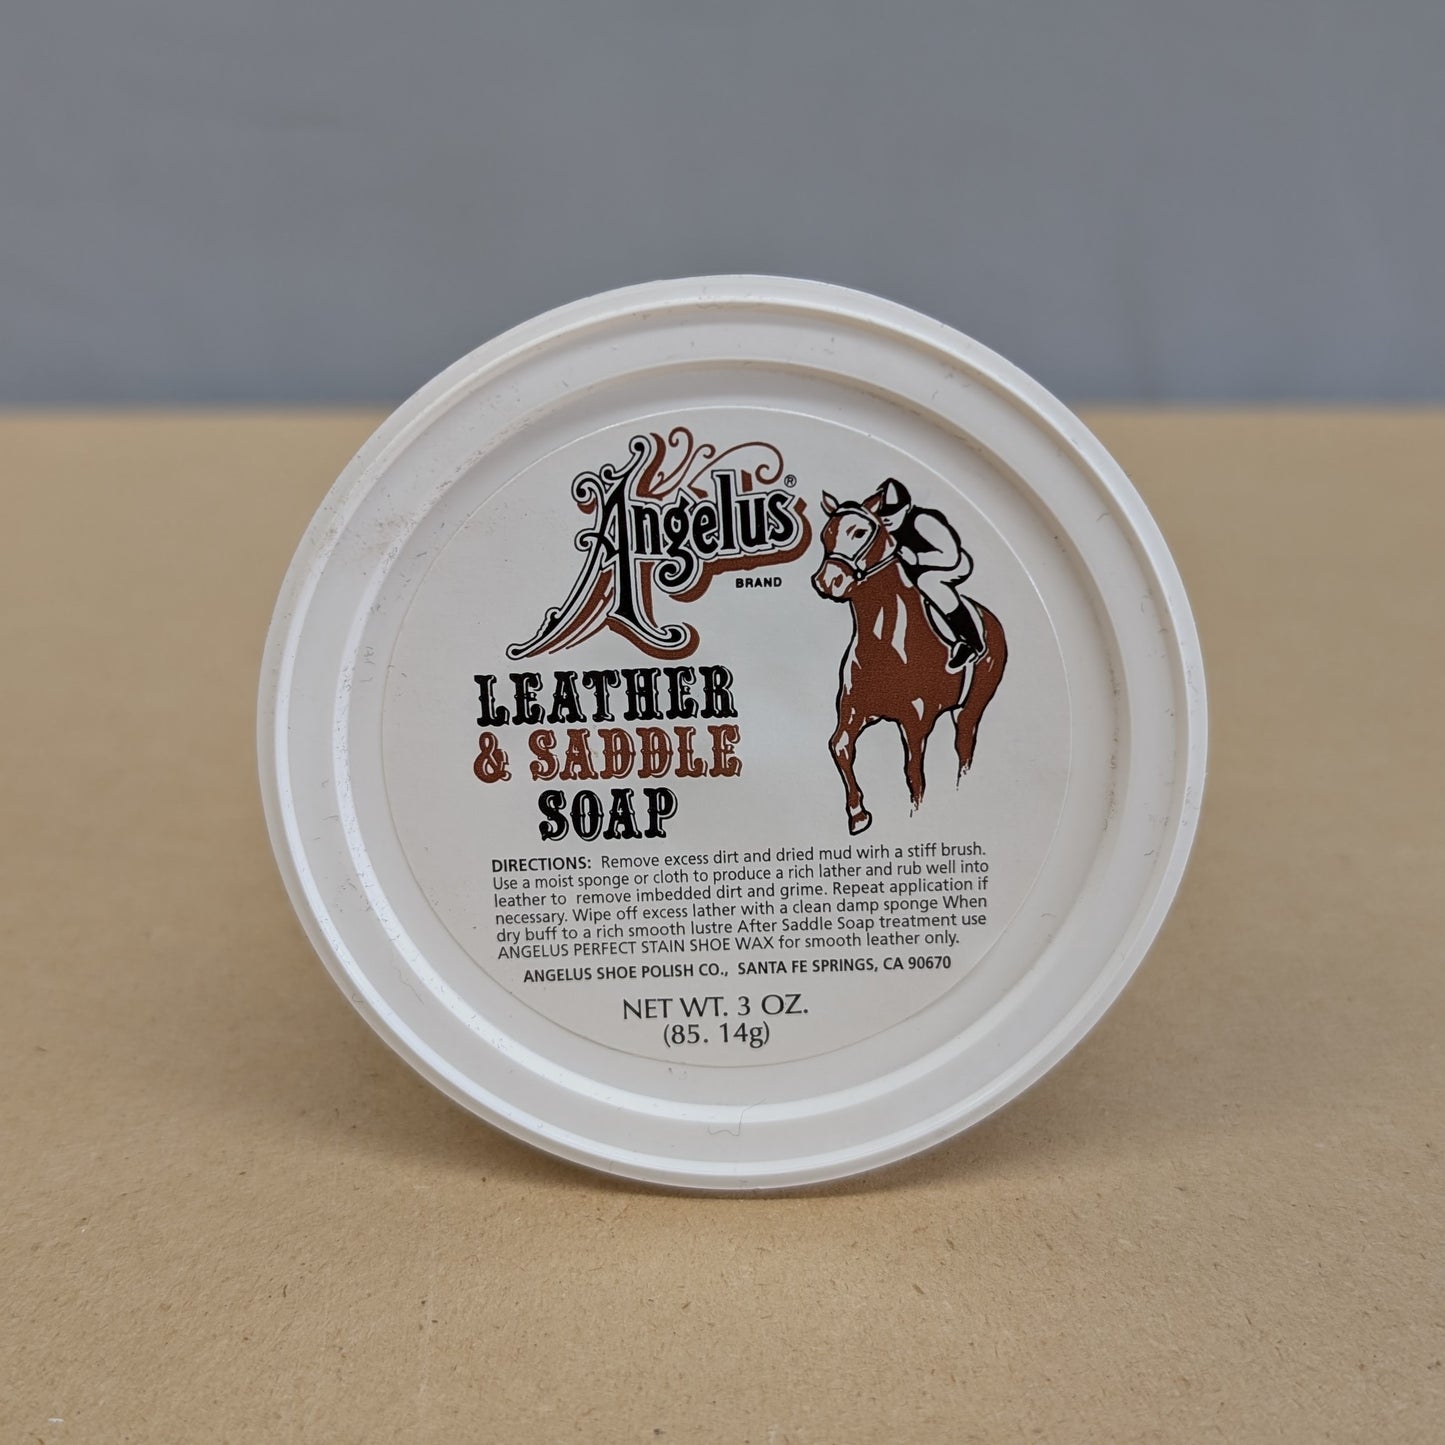 Angelus®
BRAND
LEATHER
& SADDLE
SOAP
DIRECTIONS: Remove excess dirt and dried mud wirh a stiff brush.
Use a moist sponge or cloth to produce a rich lather and rub well into
leather to remove imbedded dirt and grime. Repeat application if
necessary. Wipe off excess lather with a clean damp sponge When
dry buff to a rich smooth lustre After Saddle Soap treatment use
ANGELUS PERFECT STAIN SHOE WAX for smooth leather only.
ANGELUS SHOE POLISH CO., SANTA FE SPRINGS, CA 90670
NET WT. 3 OZ.
(85. 14g)